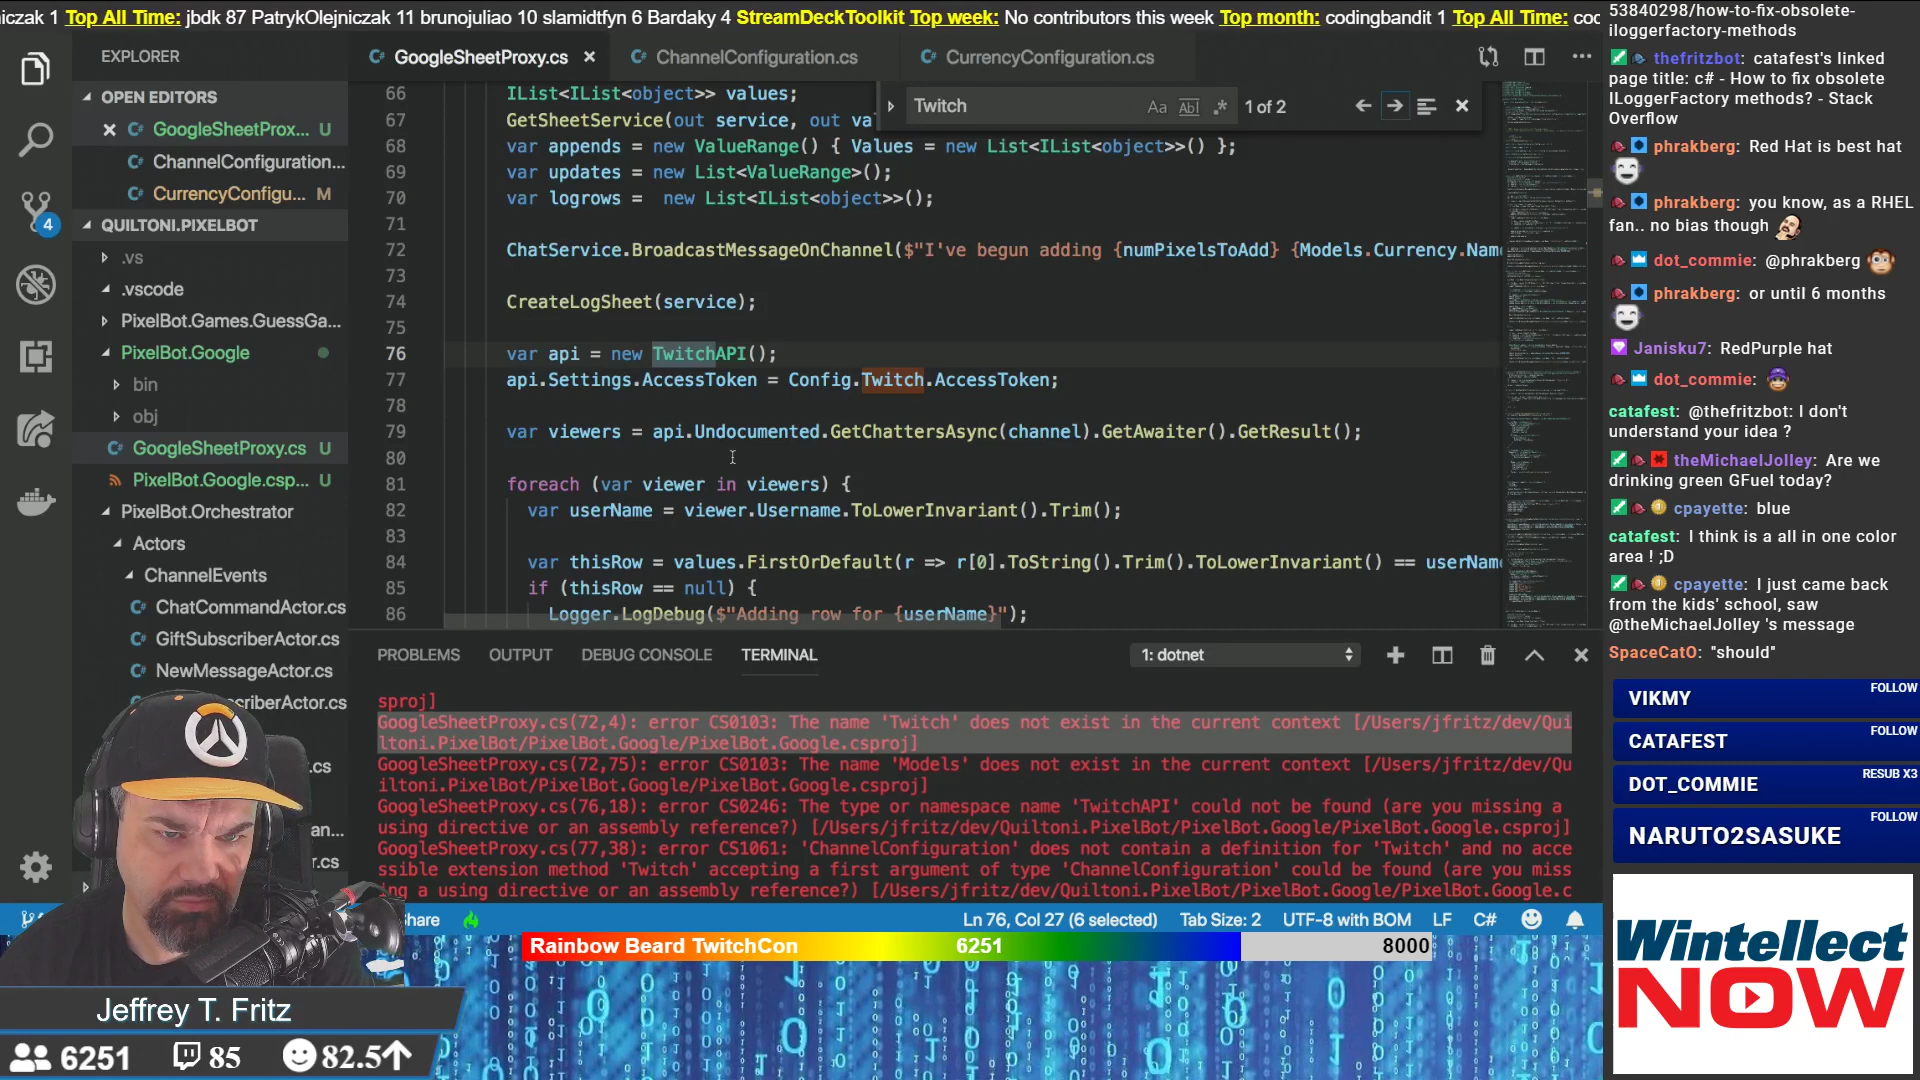 iczak 1 Top All Time: jbdk 87 PatrykOlejniczak 11 brunojuliao 10 slamidtfyn 6 Bardaky 4 StreamDeckToolkit Top week: No contributors this week Top month: codingbandit 1 Top All Time: coc
EXPLORER
OPEN EDITORS
GoogleSheetProx... U
ChannelConfiguration...
CurrencyConfigu... M
QUILTONI.PIXELBOT
.vs
.vscode
PixelBot.Games.GuessGa...
PixelBot.Google
bin
obj
GoogleSheetProxy.cs U
PixelBot.Google.csp... U
PixelBot.Orchestrator
Actors
ChannelEvents
ChatCommandActor.cs
GiftSubscriberActor.cs
NewMessageActor.cs
scriberActor.cs
.cs
an...
r.cs
4
GoogleSheetProxy.cs
ChannelConfiguration.cs
CurrencyConfiguration.cs
Twitch
Aa Abl .* 1 of 2
66 IList<IList<object>> values;
67 GetSheetService(out service, out va
68 var appends = new ValueRange() { Values = new List<IList<object>>() };
69 var updates = new List<ValueRange>();
70 var logrows =  new List<IList<object>>();
71
72 ChatService.BroadcastMessageOnChannel($"I've begun adding {numPixelsToAdd} {Models.Currency.Nam
73
74 CreateLogSheet(service);
75
76 var api = new TwitchAPI();
77 api.Settings.AccessToken = Config.Twitch.AccessToken;
78
79 var viewers = api.Undocumented.GetChattersAsync(channel).GetAwaiter().GetResult();
80
81 foreach (var viewer in viewers) {
82 var userName = viewer.Username.ToLowerInvariant().Trim();
83
84 var thisRow = values.FirstOrDefault(r => r[0].ToString().Trim().ToLowerInvariant() == userNam
85 if (thisRow == null) {
86 Logger.LogDebug($"Adding row for {userName}");
PROBLEMS OUTPUT DEBUG CONSOLE TERMINAL
1: dotnet
sproj]
GoogleSheetProxy.cs(72,4): error CS0103: The name 'Twitch' does not exist in the current context [/Users/jfritz/dev/Qui
ltoni.PixelBot/PixelBot.Google/PixelBot.Google.csproj]
GoogleSheetProxy.cs(72,75): error CS0103: The name 'Models' does not exist in the current context [/Users/jfritz/dev/Qu
iltoni.PixelBot/PixelBot.Google/PixelBot.Google.csproj]
GoogleSheetProxy.cs(76,18): error CS0246: The type or namespace name 'TwitchAPI' could not be found (are you missing a
using directive or an assembly reference?) [/Users/jfritz/dev/Quiltoni.PixelBot/PixelBot.Google/PixelBot.Google.csproj]
GoogleSheetProxy.cs(77,38): error CS1061: 'ChannelConfiguration' does not contain a definition for 'Twitch' and no acce
ssible extension method 'Twitch' accepting a first argument of type 'ChannelConfiguration' could be found (are you miss
ing a using directive or an assembly reference?) [/Users/jfritz/dev/Quiltoni.PixelBot/PixelBot.Google/PixelBot.Google.c
hare
Ln 76, Col 27 (6 selected) Tab Size: 2 UTF-8 with BOM LF C#
Rainbow Beard TwitchCon 6251 8000
Jeffrey T. Fritz
6251 85 82.5
53840298/how-to-fix-obsolete-
iloggerfactory-methods
thefritzbot: catafest's linked
page title: c# - How to fix obsolete
ILoggerFactory methods? - Stack
Overflow
phrakberg: Red Hat is best hat
phrakberg: you know, as a RHEL
fan.. no bias though
dot_commie: @phrakberg
phrakberg: or until 6 months
Janisku7: RedPurple hat
dot_commie:
catafest: @thefritzbot: I don't
understand your idea ?
theMichaelJolley: Are we
drinking green GFuel today?
cpayette: blue
catafest: I think is a all in one color
area ! ;D
cpayette: I just came back
from the kids' school, saw
@theMichaelJolley 's message
SpaceCatO: "should"
VIKMY FOLLOW
CATAFEST FOLLOW
DOT_COMMIE RESUB X3
NARUTO2SASUKE FOLLOW
Wintellect
NOW